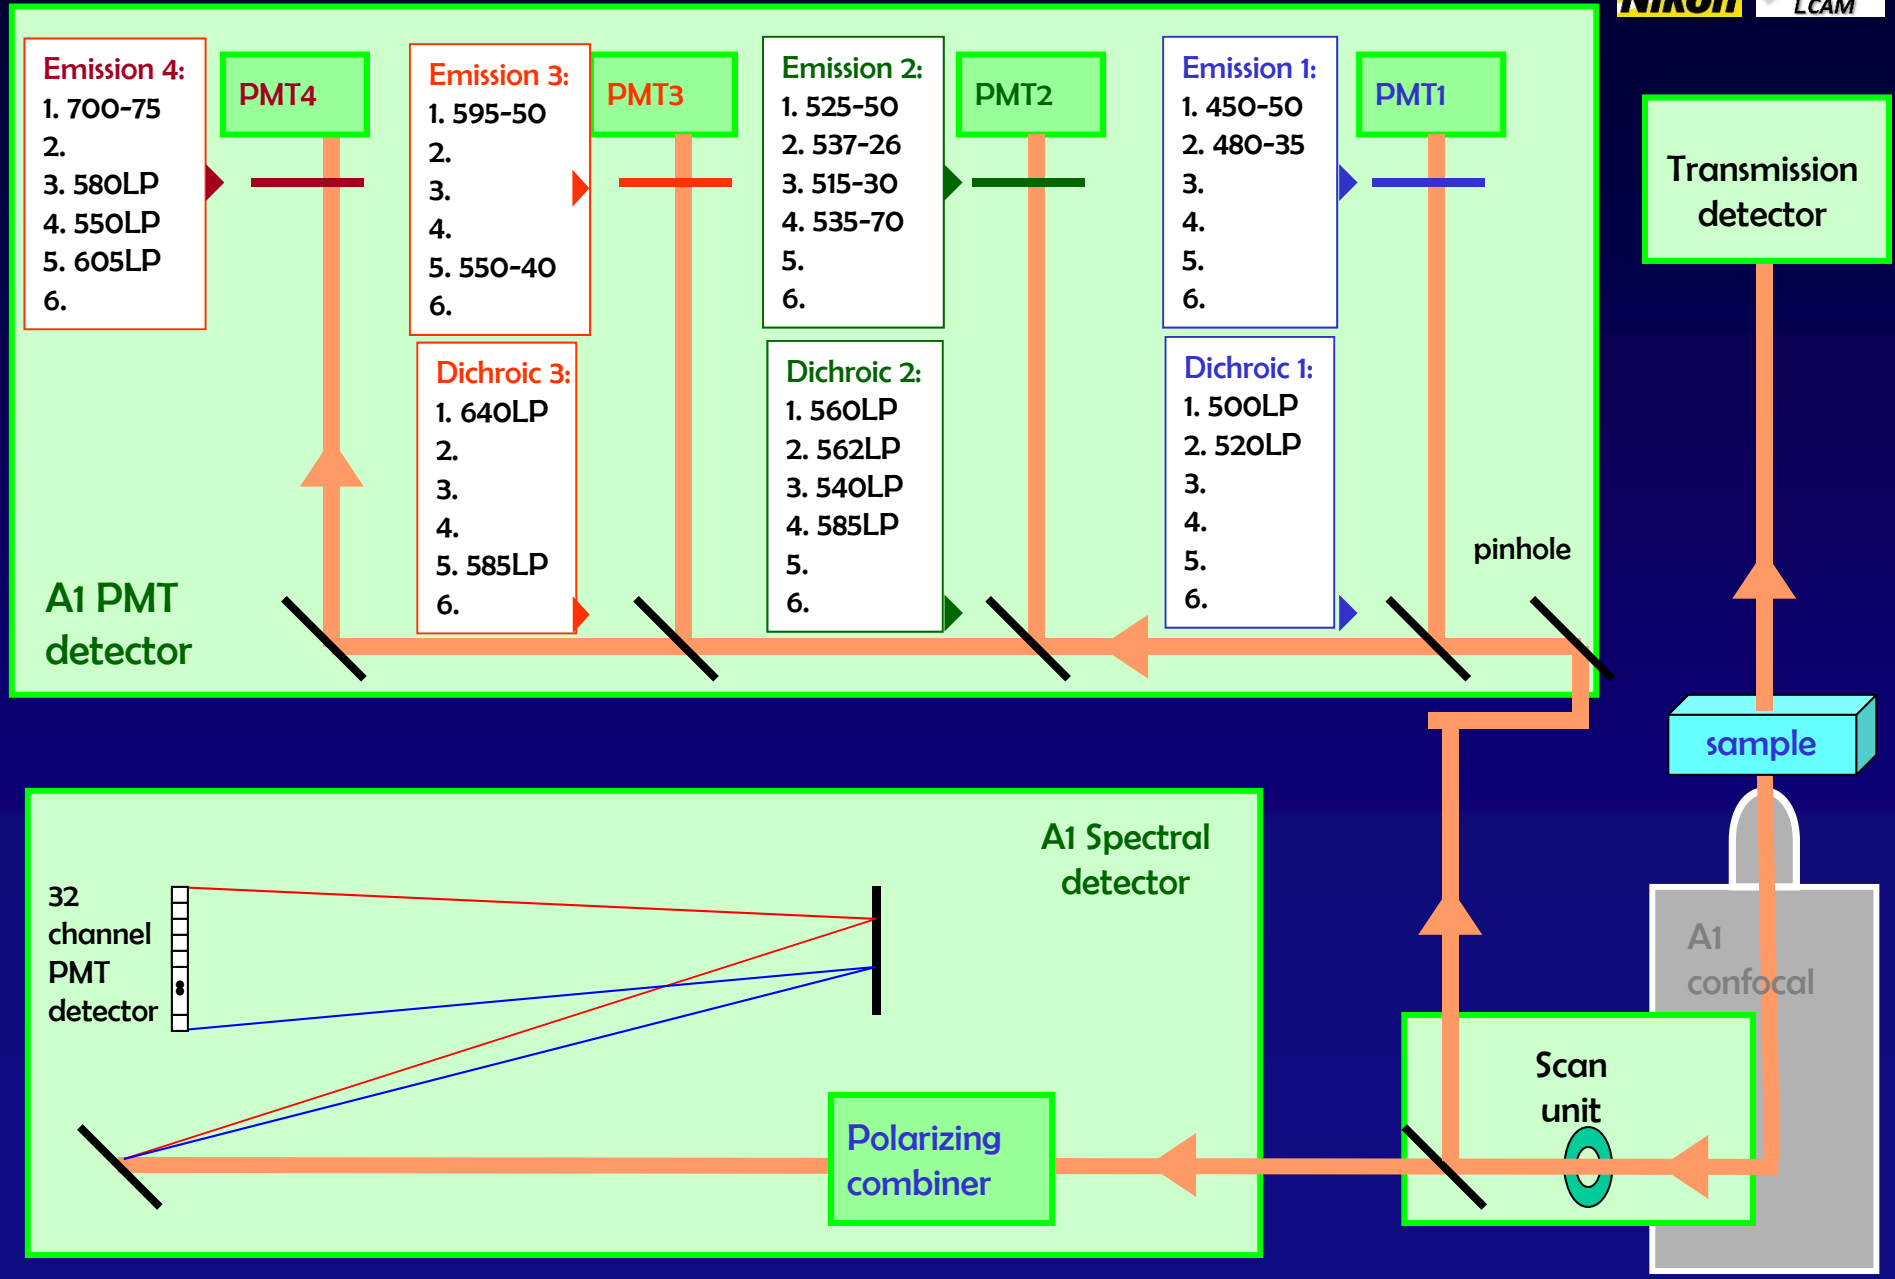 Nikon
LCAM
Emission 4:
1. 700-75
2.
3. 580LP
4. 550LP
5. 605LP
6.
PMT4
Emission 3:
1. 595-50
2.
3.
4.
5. 550-40
6.
PMT3
Emission 2:
1. 525-50
2. 537-26
3. 515-30
4. 535-70
5.
6.
PMT2
Emission 1:
1. 450-50
2. 480-35
3.
4.
5.
6.
PMT1
Transmission
detector
Dichroic 3:
1. 640LP
2.
3.
4.
5. 585LP
6.
Dichroic 2:
1. 560LP
2. 562LP
3. 540LP
4. 585LP
5.
6.
Dichroic 1:
1. 500LP
2. 520LP
3.
4.
5.
6.
pinhole
A1 PMT
detector
sample
A1 Spectral
detector
32
channel
PMT
detector
A1
confocal
Scan
unit
Polarizing
combiner